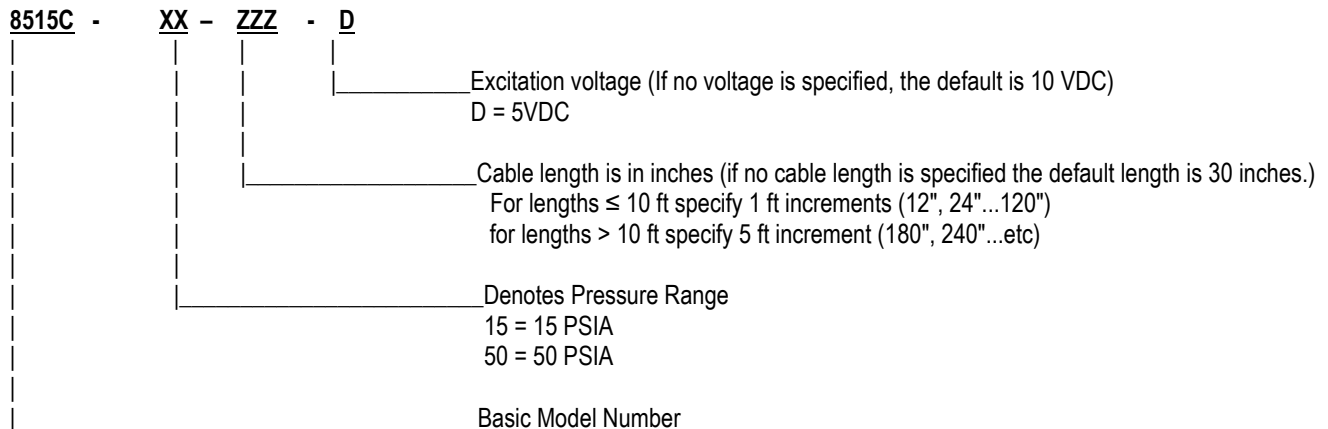 8515C - XX – ZZZ - D
Excitation voltage (If no voltage is specified, the default is 10 VDC)
D = 5VDC
Cable length is in inches (if no cable length is specified the default length is 30 inches.)
For lengths ≤ 10 ft specify 1 ft increments (12", 24"...120")
for lengths > 10 ft specify 5 ft increment (180", 240"...etc)
Denotes Pressure Range
15 = 15 PSIA
50 = 50 PSIA
Basic Model Number